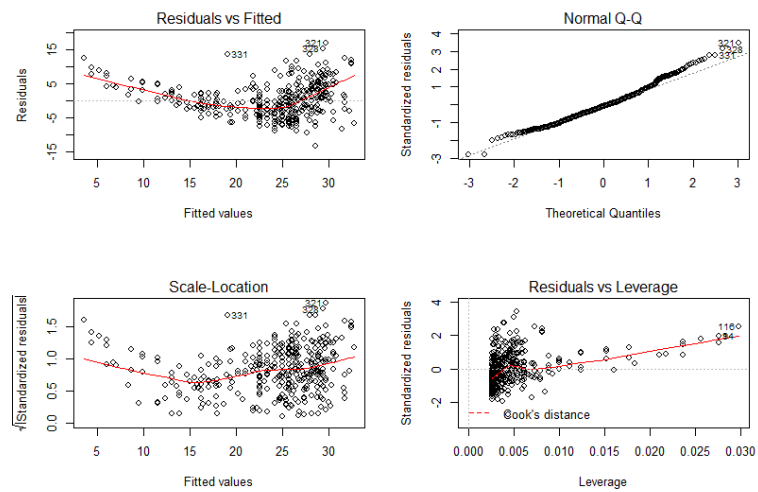 Residuals vs Fitted
Residuals
15
5
-5
-15
321
328
331
5 10 15 20 25 30
Fitted values
Normal Q-Q
Standardized residuals
4
3
1
-1
-3
321
328
331
-3 -2 -1 0 1 2 3
Theoretical Quantiles
Scale-Location
√|Standardized residuals|
1.5
1.0
0.5
0.0
321
328
331
5 10 15 20 25 30
Fitted values
Residuals vs Leverage
Standardized residuals
4
2
0
-2
116
94
Cook's distance
0.000 0.005 0.010 0.015 0.020 0.025 0.030
Leverage